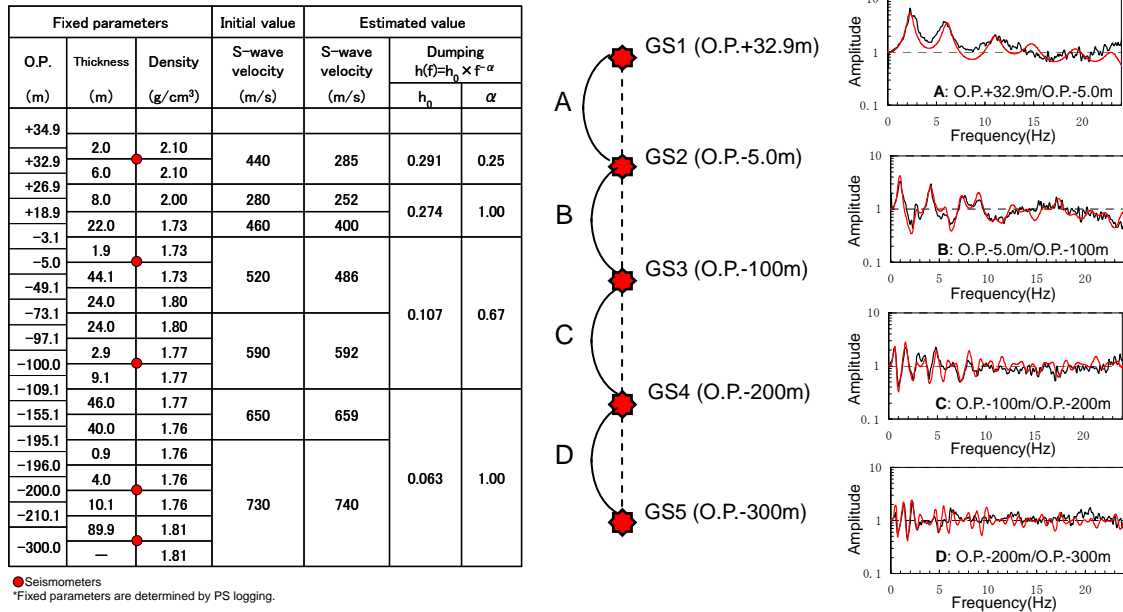 Fixed parameters Initial value Estimated value
O.P. Thickness Density S-wave velocity S-wave velocity Dumping
h(f)=h₀×f⁻ᵅ
(m) (m) (g/cm³) (m/s) (m/s) h₀ α
+34.9
2.0 2.10 440 285 0.291 0.25
+32.9
6.0 2.10
+26.9
8.0 2.00 280 252 0.274 1.00
+18.9
22.0 1.73 460 400
−3.1
1.9 1.73 520 486 0.107 0.67
−5.0
44.1 1.73
−49.1
24.0 1.80
−73.1
24.0 1.80 590 592
−97.1
2.9 1.77
−100.0
9.1 1.77
−109.1
46.0 1.77 650 659 0.063 1.00
−155.1
40.0 1.76
−195.1
0.9 1.76 730 740
−196.0
4.0 1.76
−200.0
10.1 1.76
−210.1
89.9 1.81
−300.0
— 1.81
Seismometers
*Fixed parameters are determined by PS logging.
GS1 (O.P.+32.9m)
A
GS2 (O.P.-5.0m)
B
GS3 (O.P.-100m)
C
GS4 (O.P.-200m)
D
GS5 (O.P.-300m)
10
1
0.1
Amplitude
A: O.P.+32.9m/O.P.-5.0m
0 5 10 15 20
Frequency(Hz)
10
1
0.1
Amplitude
B: O.P.-5.0m/O.P.-100m
0 5 10 15 20
Frequency(Hz)
10
1
0.1
Amplitude
C: O.P.-100m/O.P.-200m
0 5 10 15 20
Frequency(Hz)
10
1
0.1
Amplitude
D: O.P.-200m/O.P.-300m
0 5 10 15 20
Frequency(Hz)